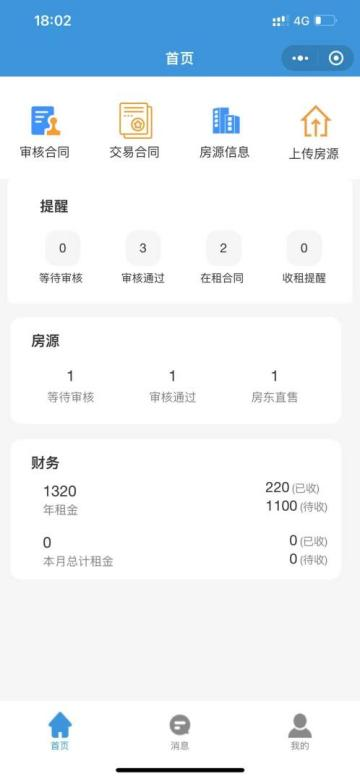 18:02 4G
首页
审核合同 交易合同 房源信息 上传房源
提醒
0 3 2 0
等待审核 审核通过 在租合同 收租提醒
房源
1 1 1
等待审核 审核通过 房东直售
财务
1320 220(已收)
年租金 1100(待收)
0 0(已收)
本月总计租金 0(待收)
首页 消息 我的